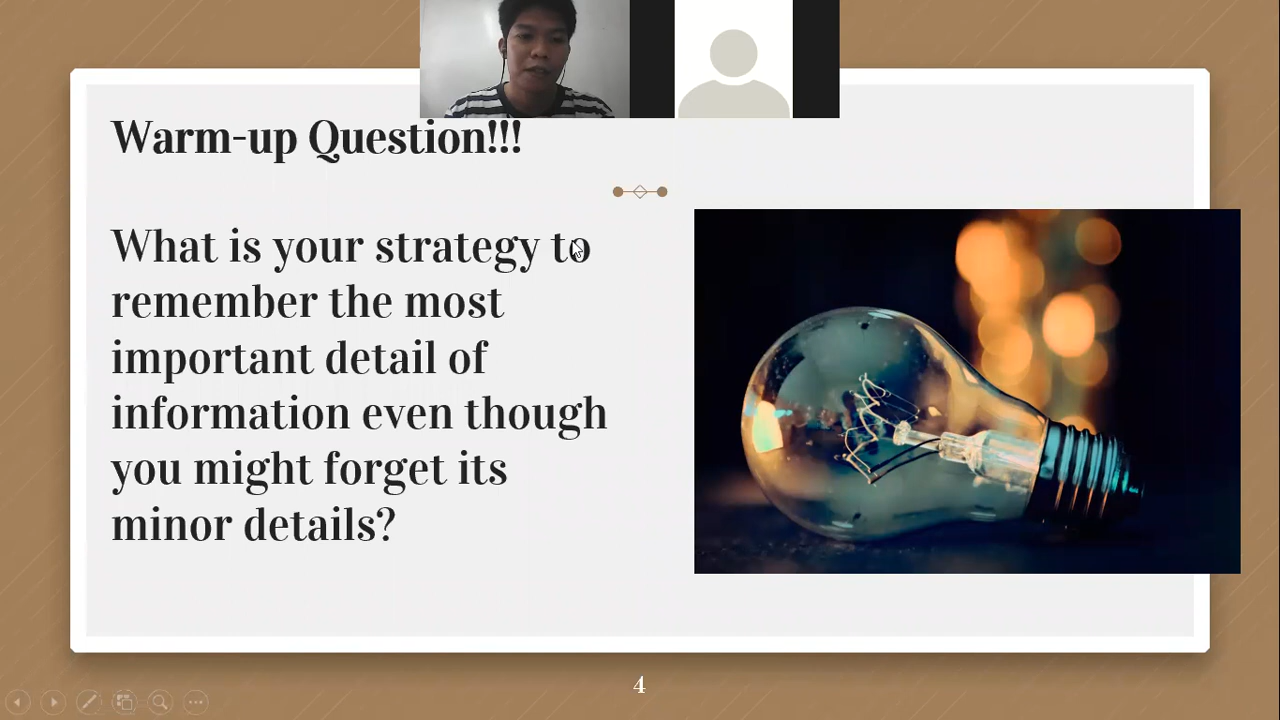 Warm-up Question!!!
What is your strategy to
remember the most
important detail of
information even though
you might forget its
minor details?
4